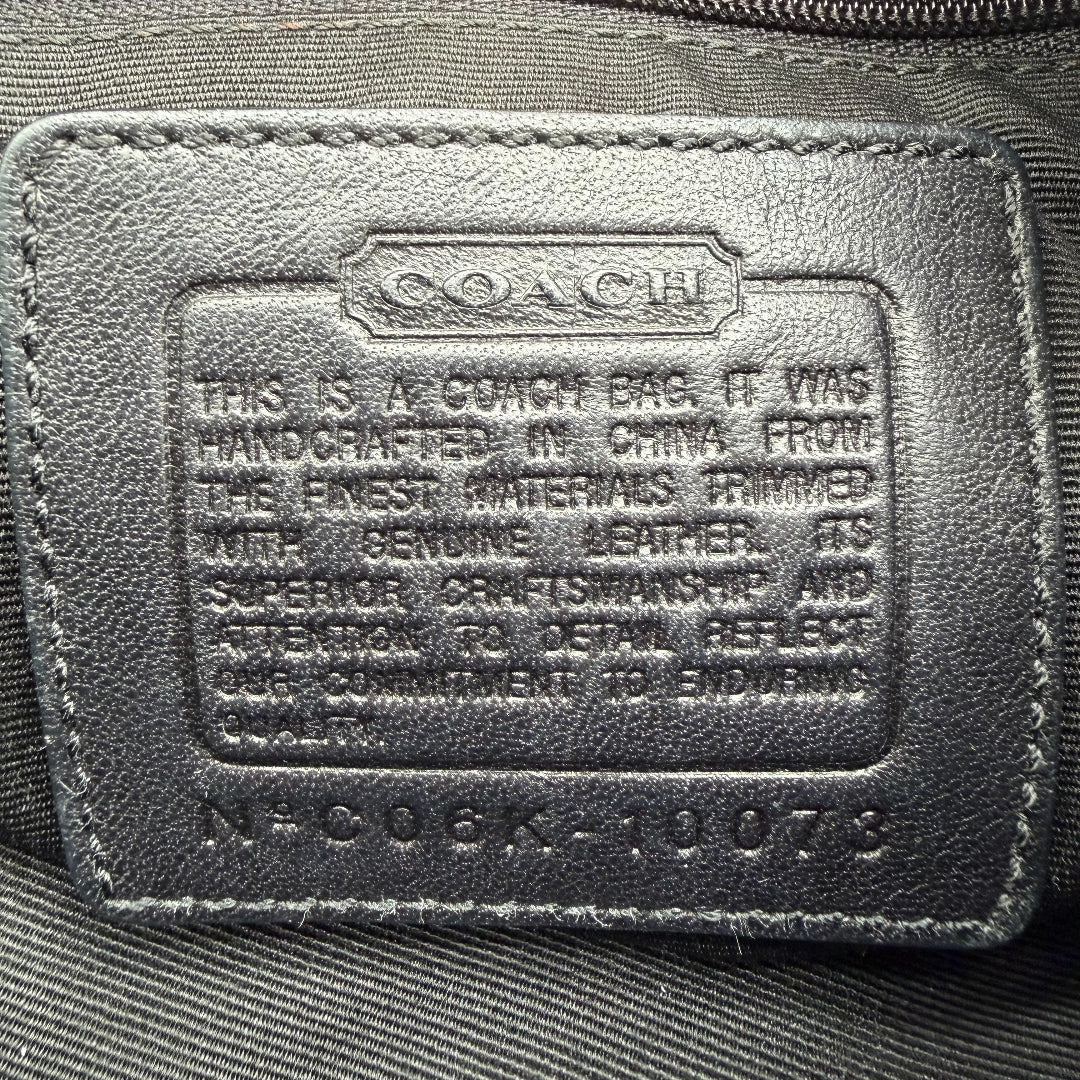 COACH
THIS IS A COACH BAG. IT WAS
HANDCRAFTED IN CHINA FROM
THE FINEST MATERIALS TRIMMED
WITH GENUINE LEATHER. ITS
SUPERIOR CRAFTSMANSHIP AND
ATTENTION TO DETAIL REFLECT
OUR COMMITMENT TO ENDURING
QUALITY.
Nº C06K-10073